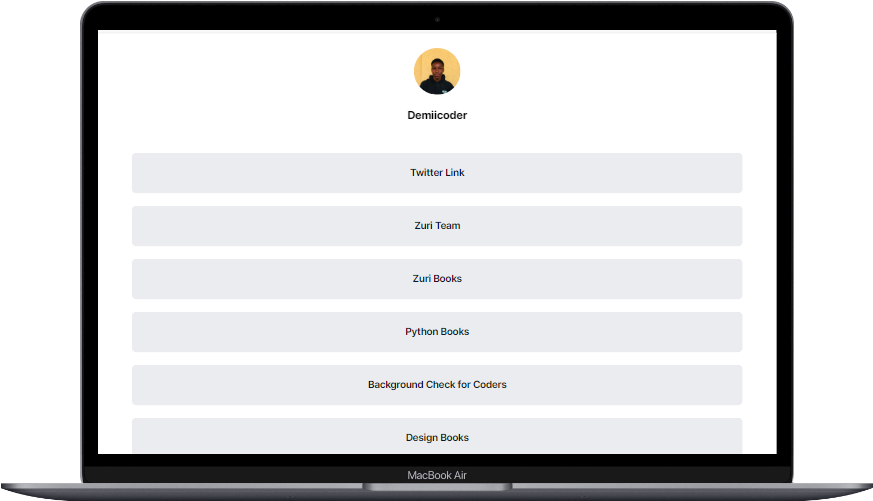 Demiicoder
Twitter Link
Zuri Team
Zuri Books
Python Books
Background Check for Coders
Design Books
MacBook Air